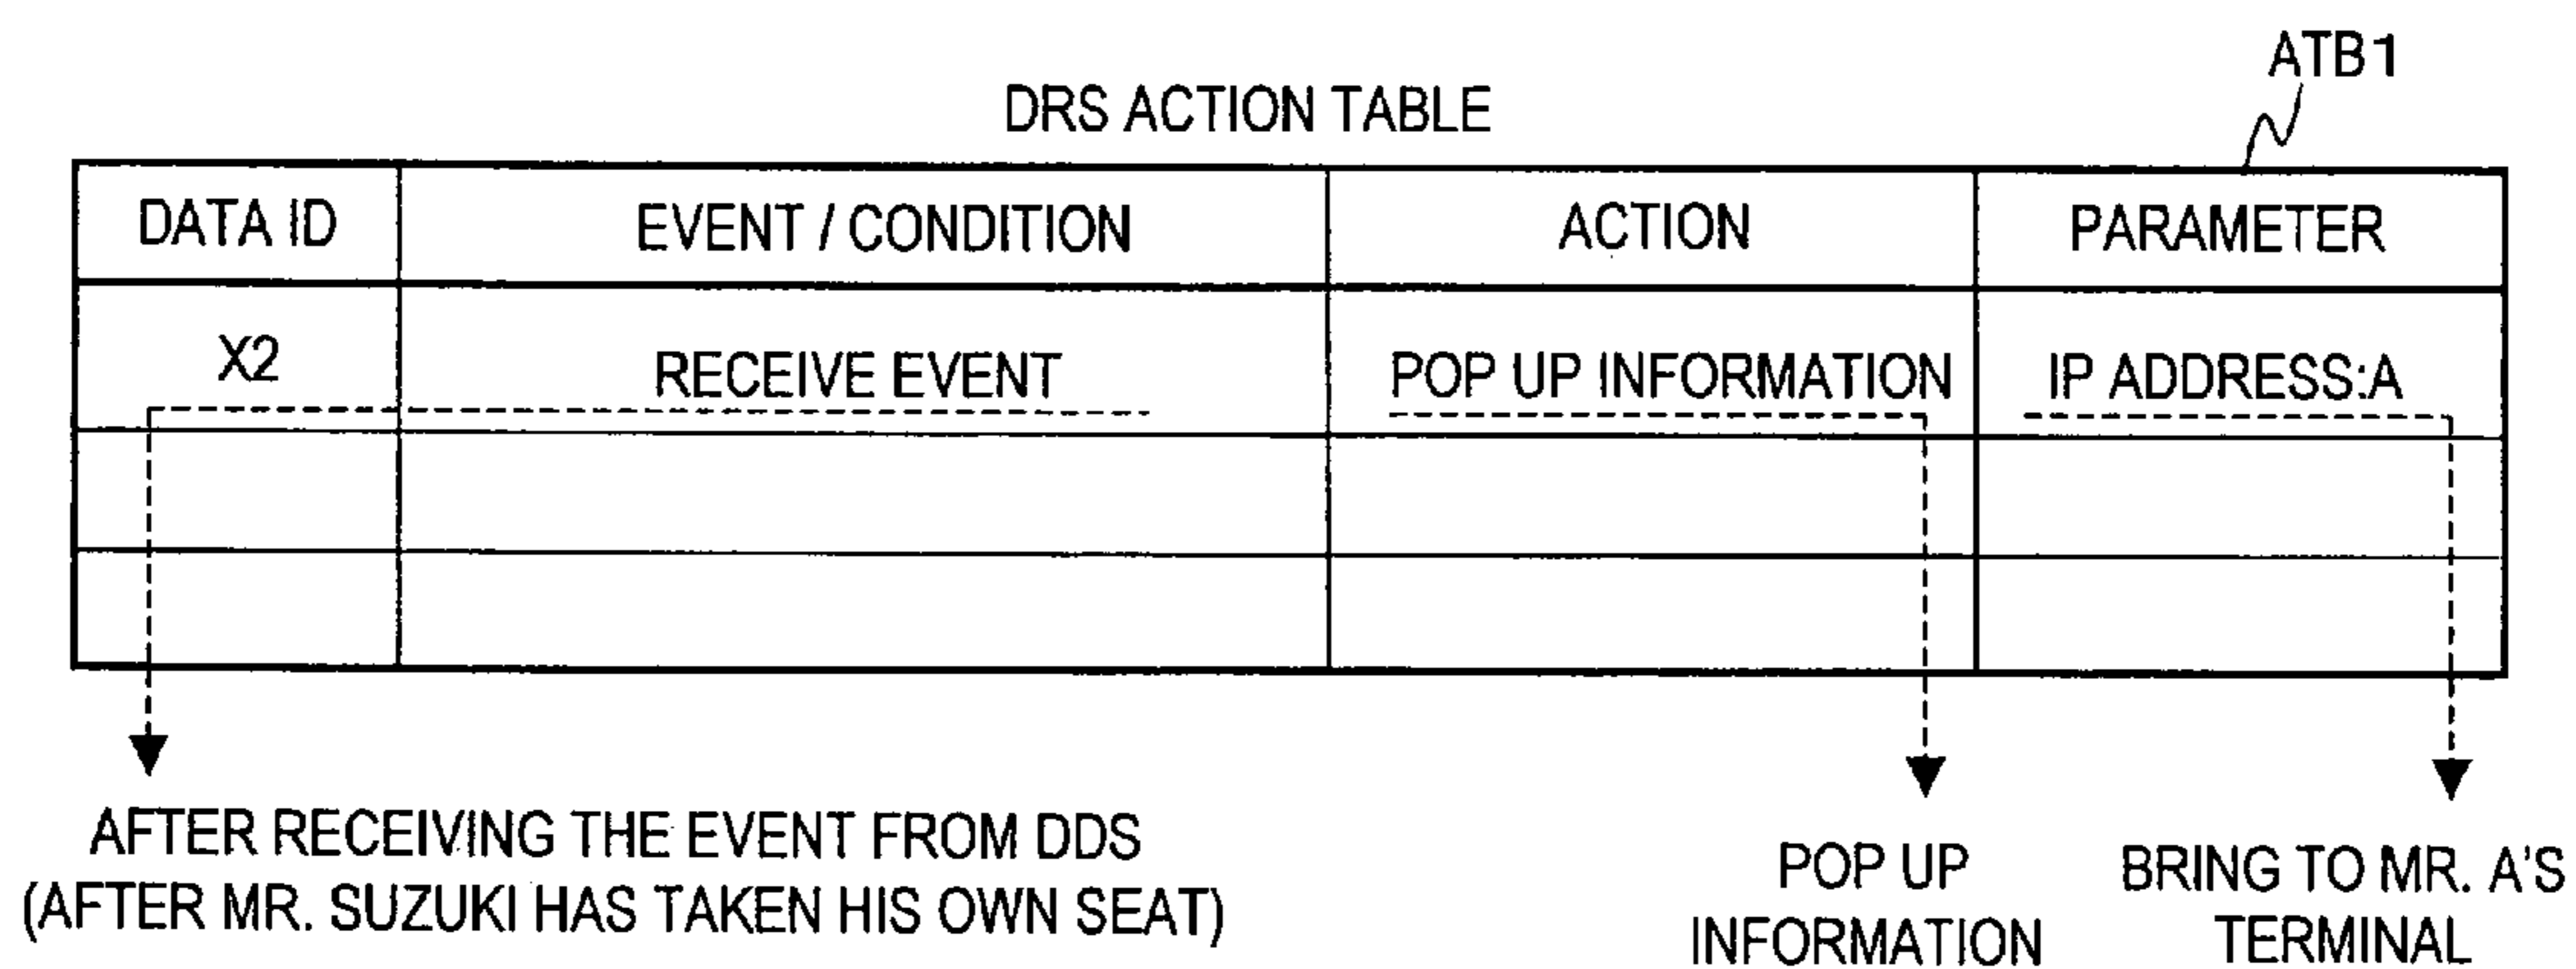 ATB1
DRS ACTION TABLE
DATA ID EVENT / CONDITION ACTION PARAMETER
X2 RECEIVE EVENT POP UP INFORMATION IP ADDRESS:A
AFTER RECEIVING THE EVENT FROM DDS
(AFTER MR. SUZUKI HAS TAKEN HIS OWN SEAT)
POP UP
INFORMATION
BRING TO MR. A'S
TERMINAL